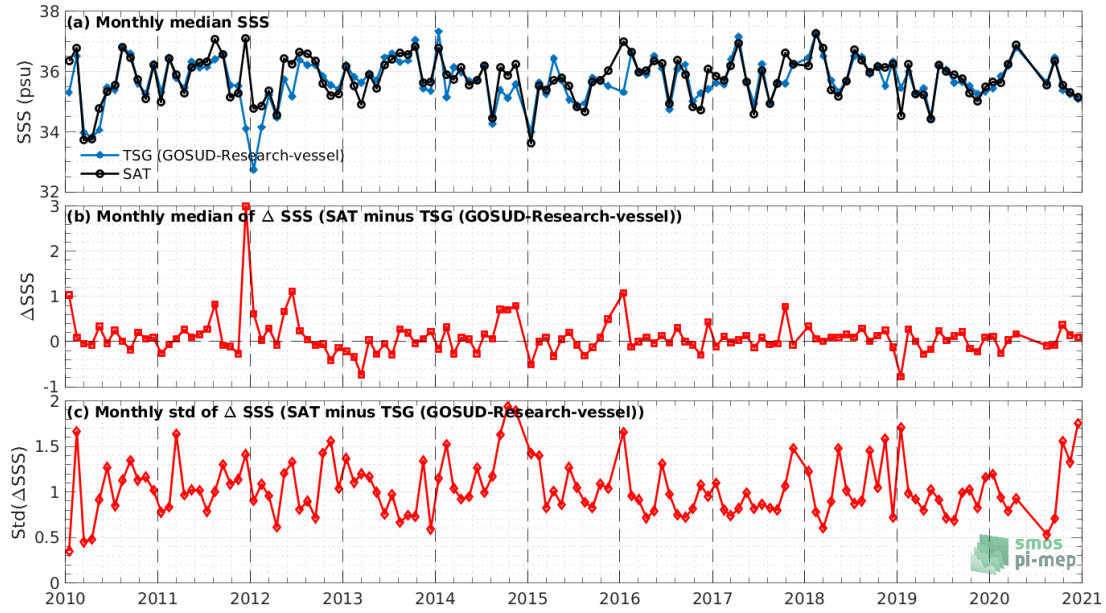 (a) Monthly median SSS
38
36
34
32
SSS (psu)
TSG (GOSUD-Research-vessel)
SAT
(b) Monthly median of Δ SSS (SAT minus TSG (GOSUD-Research-vessel))
3
2
1
0
-1
ΔSSS
(c) Monthly std of Δ SSS (SAT minus TSG (GOSUD-Research-vessel))
2
1.5
1
0.5
0
Std(ΔSSS)
smos
pi-mep
2010 2011 2012 2013 2014 2015 2016 2017 2018 2019 2020 2021